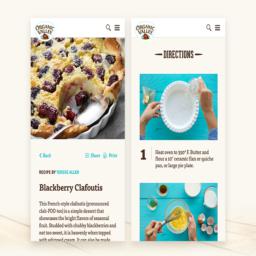 ORGANIC VALLEY
Back
Share
Print
RECIPE BY TERESE ALLEN
Blackberry Clafoutis
This French-style clafoutis (pronounced
claf-FOO-tee) is a simple dessert that
showcases the bright flavors of seasonal
fruit. Studded with chubby blackberries and
not too sweet, it is heavenly when topped
with whipped cream. It can also be made
ORGANIC VALLEY
DIRECTIONS
1
Heat oven to 350° F. Butter and
flour a 10" ceramic flan or quiche
pan, or large pie plate.